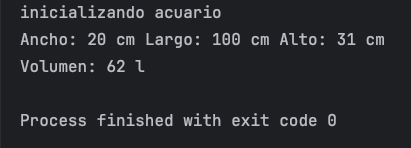 inicializando acuario
Ancho: 20 cm Largo: 100 cm Alto: 31 cm
Volumen: 62 l
Process finished with exit code 0